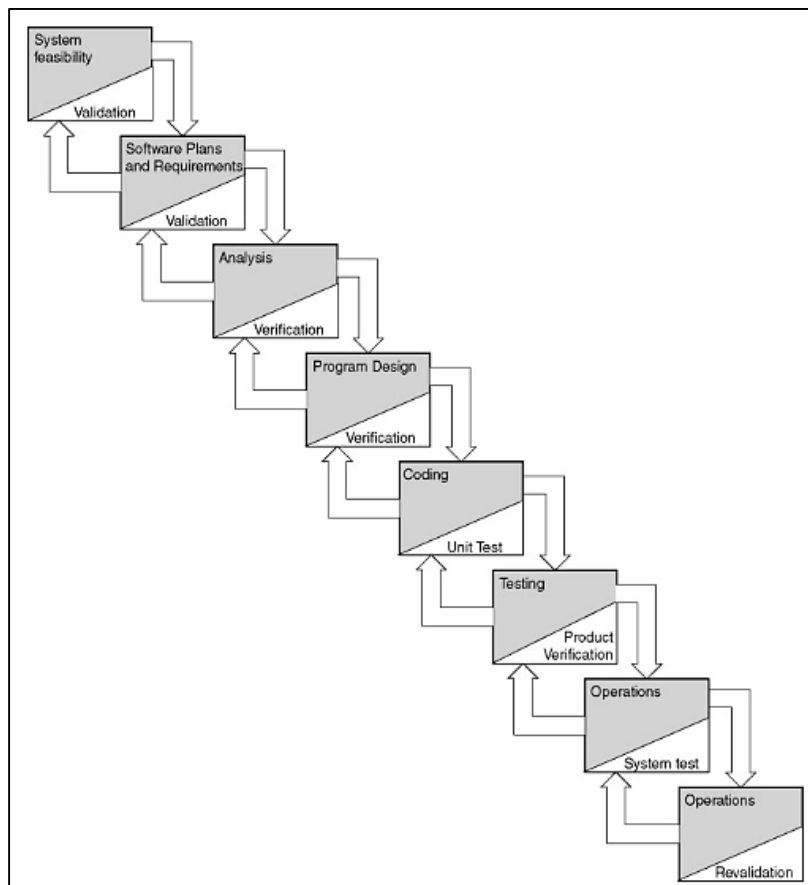 System
feasibility
Validation
Software Plans
and Requirements
Validation
Analysis
Verification
Program Design
Verification
Coding
Unit Test
Testing
Product
Verification
Operations
System test
Operations
Revalidation